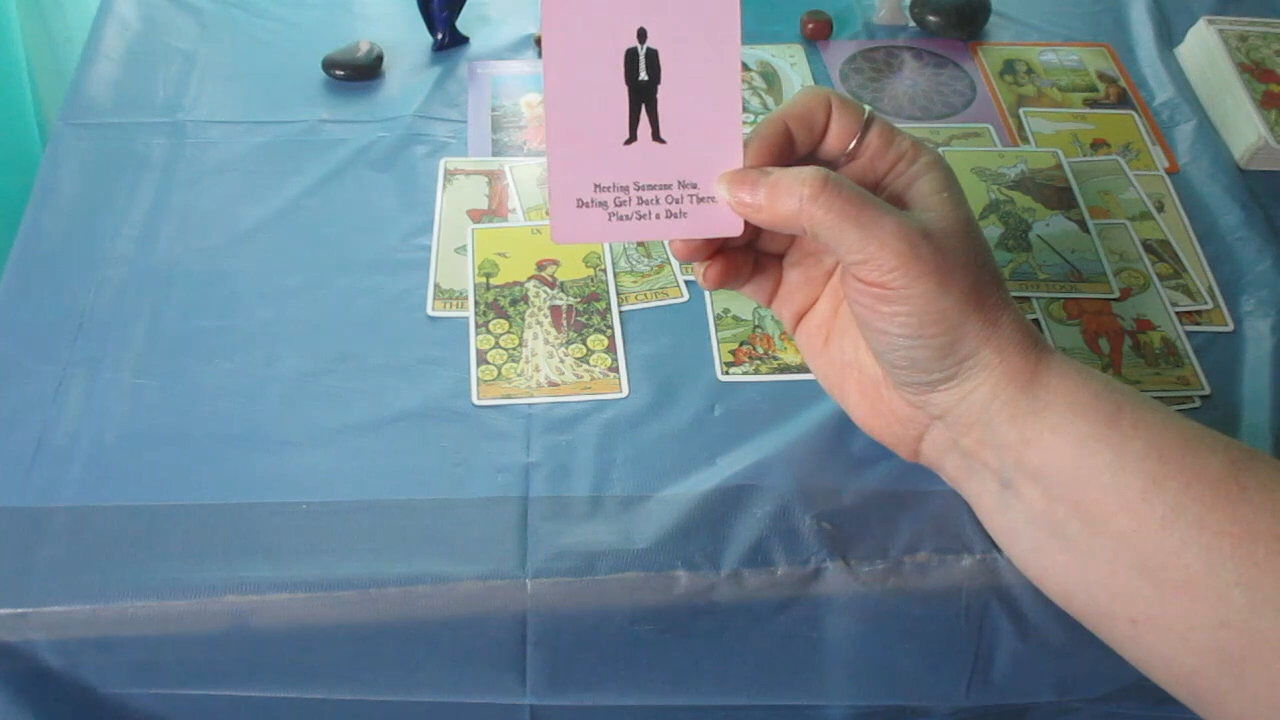 Meeting Someone New,
Dating, Get Back Out There,
Plan/Set a Date
IX
OF CUPS
THE
THE FOOL